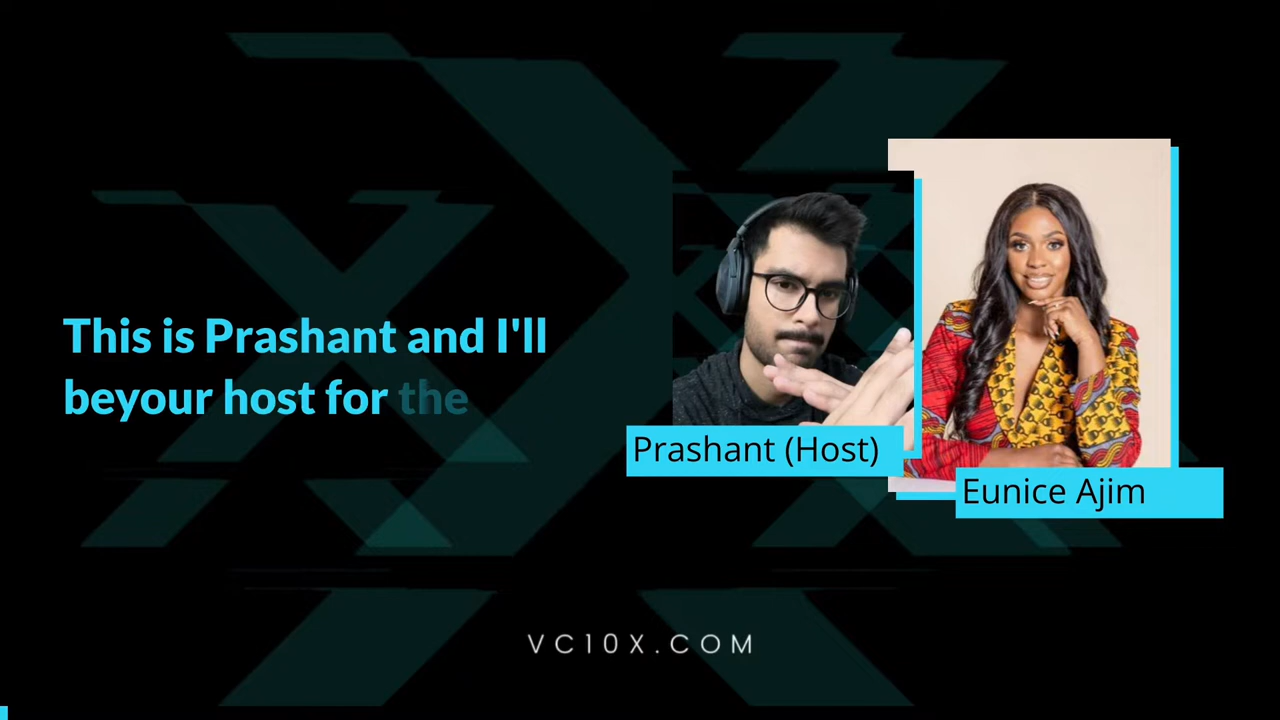 This is Prashant and I'll
beyour host for the
Prashant (Host)
Eunice Ajim
VC10X.COM